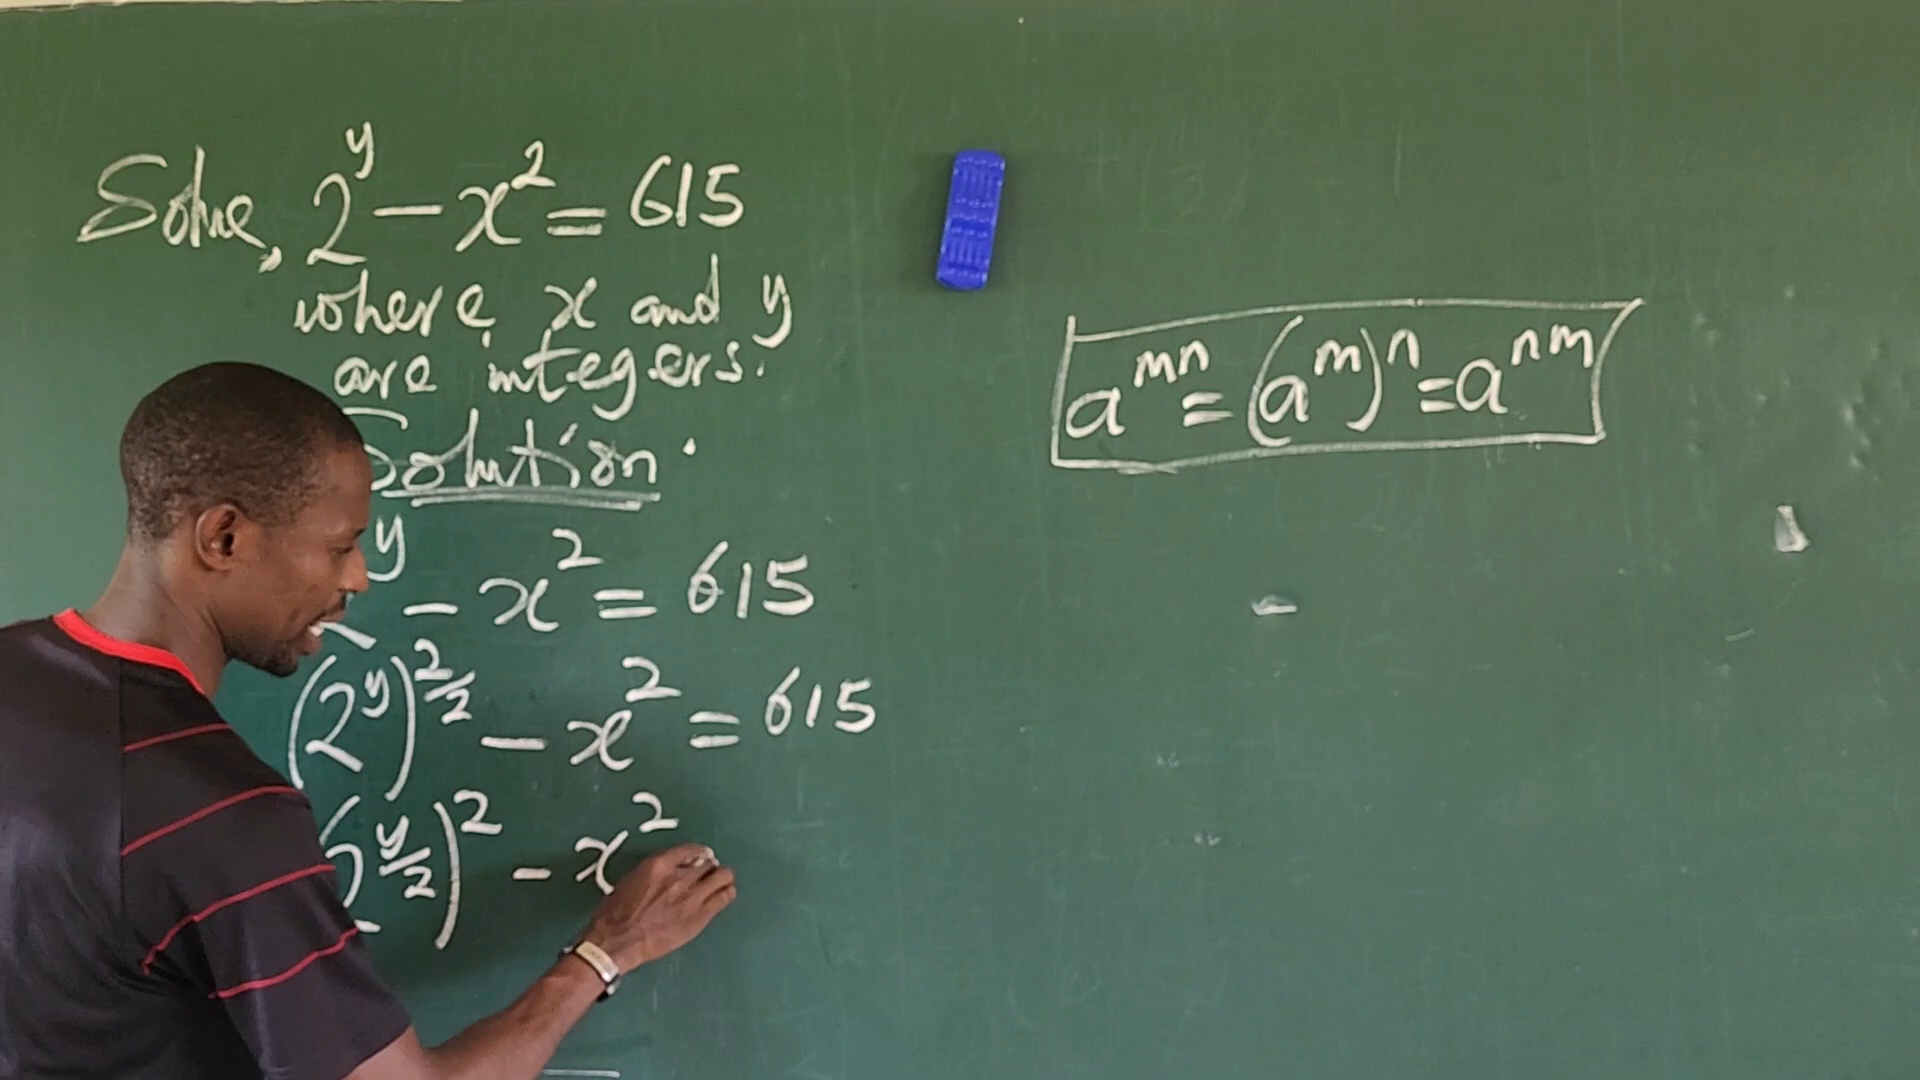 Solve, 2^y - x^2 = 615
where x and y
are integers.
Solution.
y - x^2 = 615
(2^y)^2/2 - x^2 = 615
(2^y/2)^2 - x^2
a^mn = (a^m)^n = a^nm